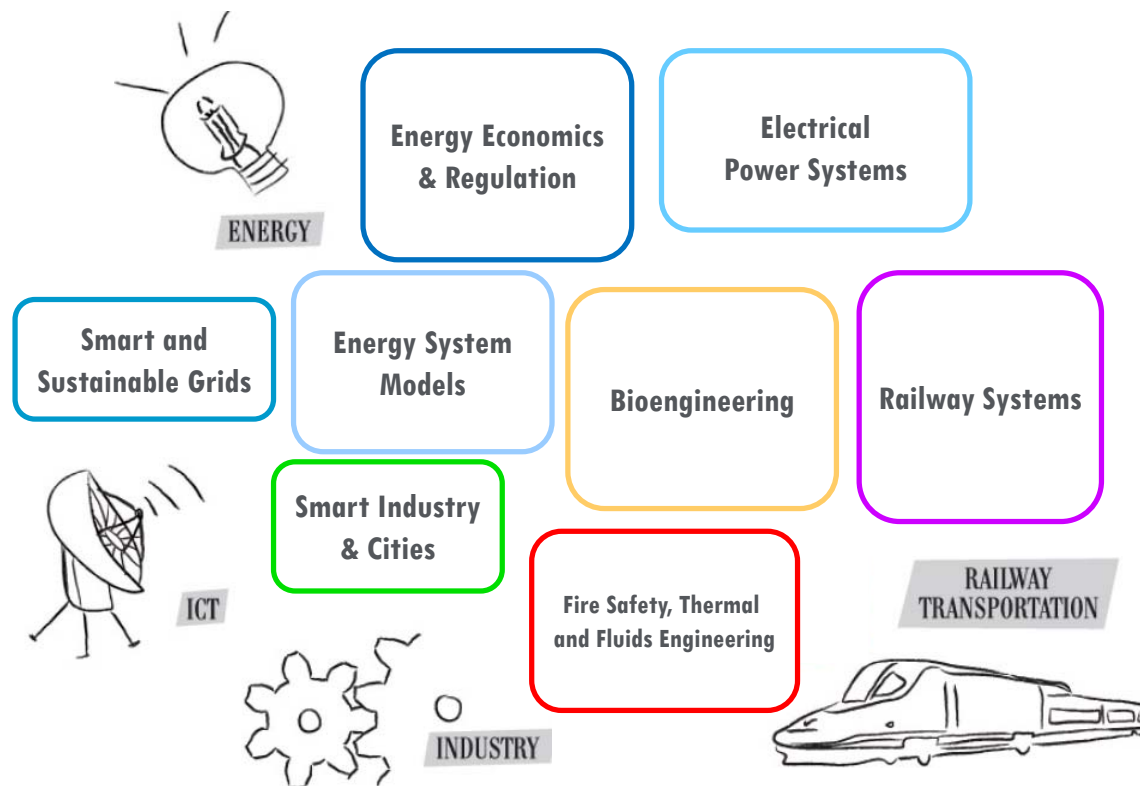 Energy Economics
& Regulation
Electrical
Power Systems
ENERGY
Smart and
Sustainable Grids
Energy System
Models
Bioengineering
Railway Systems
Smart Industry
& Cities
ICT
Fire Safety, Thermal
and Fluids Engineering
RAILWAY
TRANSPORTATION
INDUSTRY